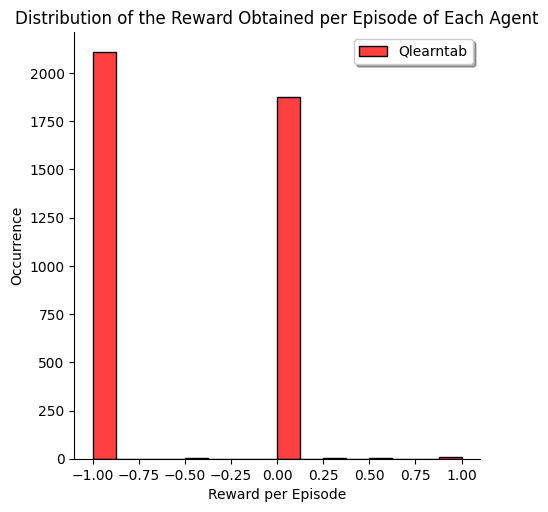 Distribution of the Reward Obtained per Episode of Each Agent
Qlearntab
2000
1750
1500
1250
1000
750
500
250
0
Occurrence
−1.00 −0.75 −0.50 −0.25 0.00 0.25 0.50 0.75 1.00
Reward per Episode